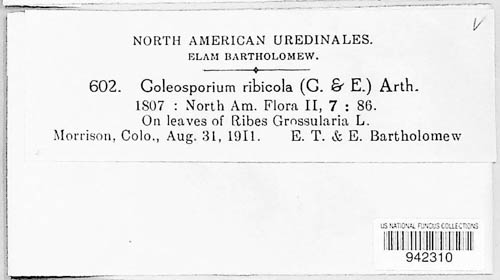 NORTH AMERICAN UREDINALES.
ELAM BARTHOLOMEW.
602. Coleosporium ribicola (C. & E.) Arth.
1807 : North Am. Flora II, 7 : 86.
On leaves of Ribes Grossularia L.
Morrison, Colo., Aug. 31, 1911. E. T. & E. Bartholomew
US NATIONAL FUNGUS COLLECTIONS
942310